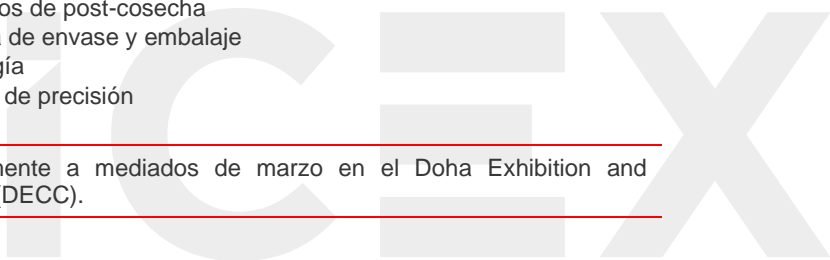 os de post-cosecha
de envase y embalaje
gía
de precisión
mente a mediados de marzo en el Doha Exhibition and
(DECC).
iCEX